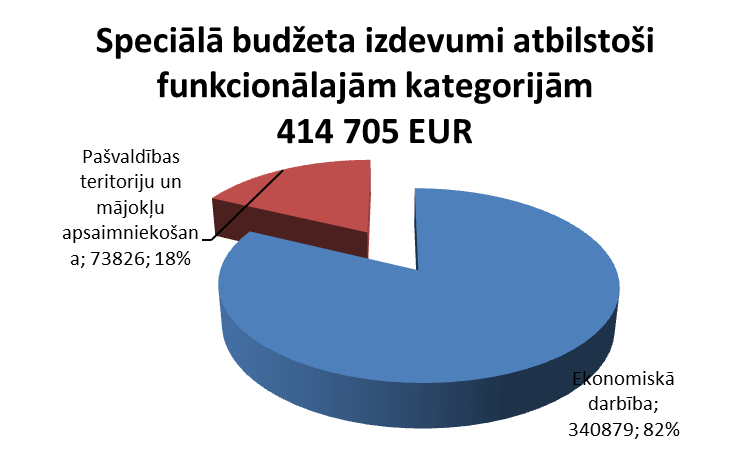 Speciālā budžeta izdevumi atbilstoši
funkcionālajām kategorijām
414 705 EUR
Pašvaldības
teritoriju un
mājokļu
apsaimniekošan
a; 73826; 18%
Ekonomiskā
darbība;
340879; 82%